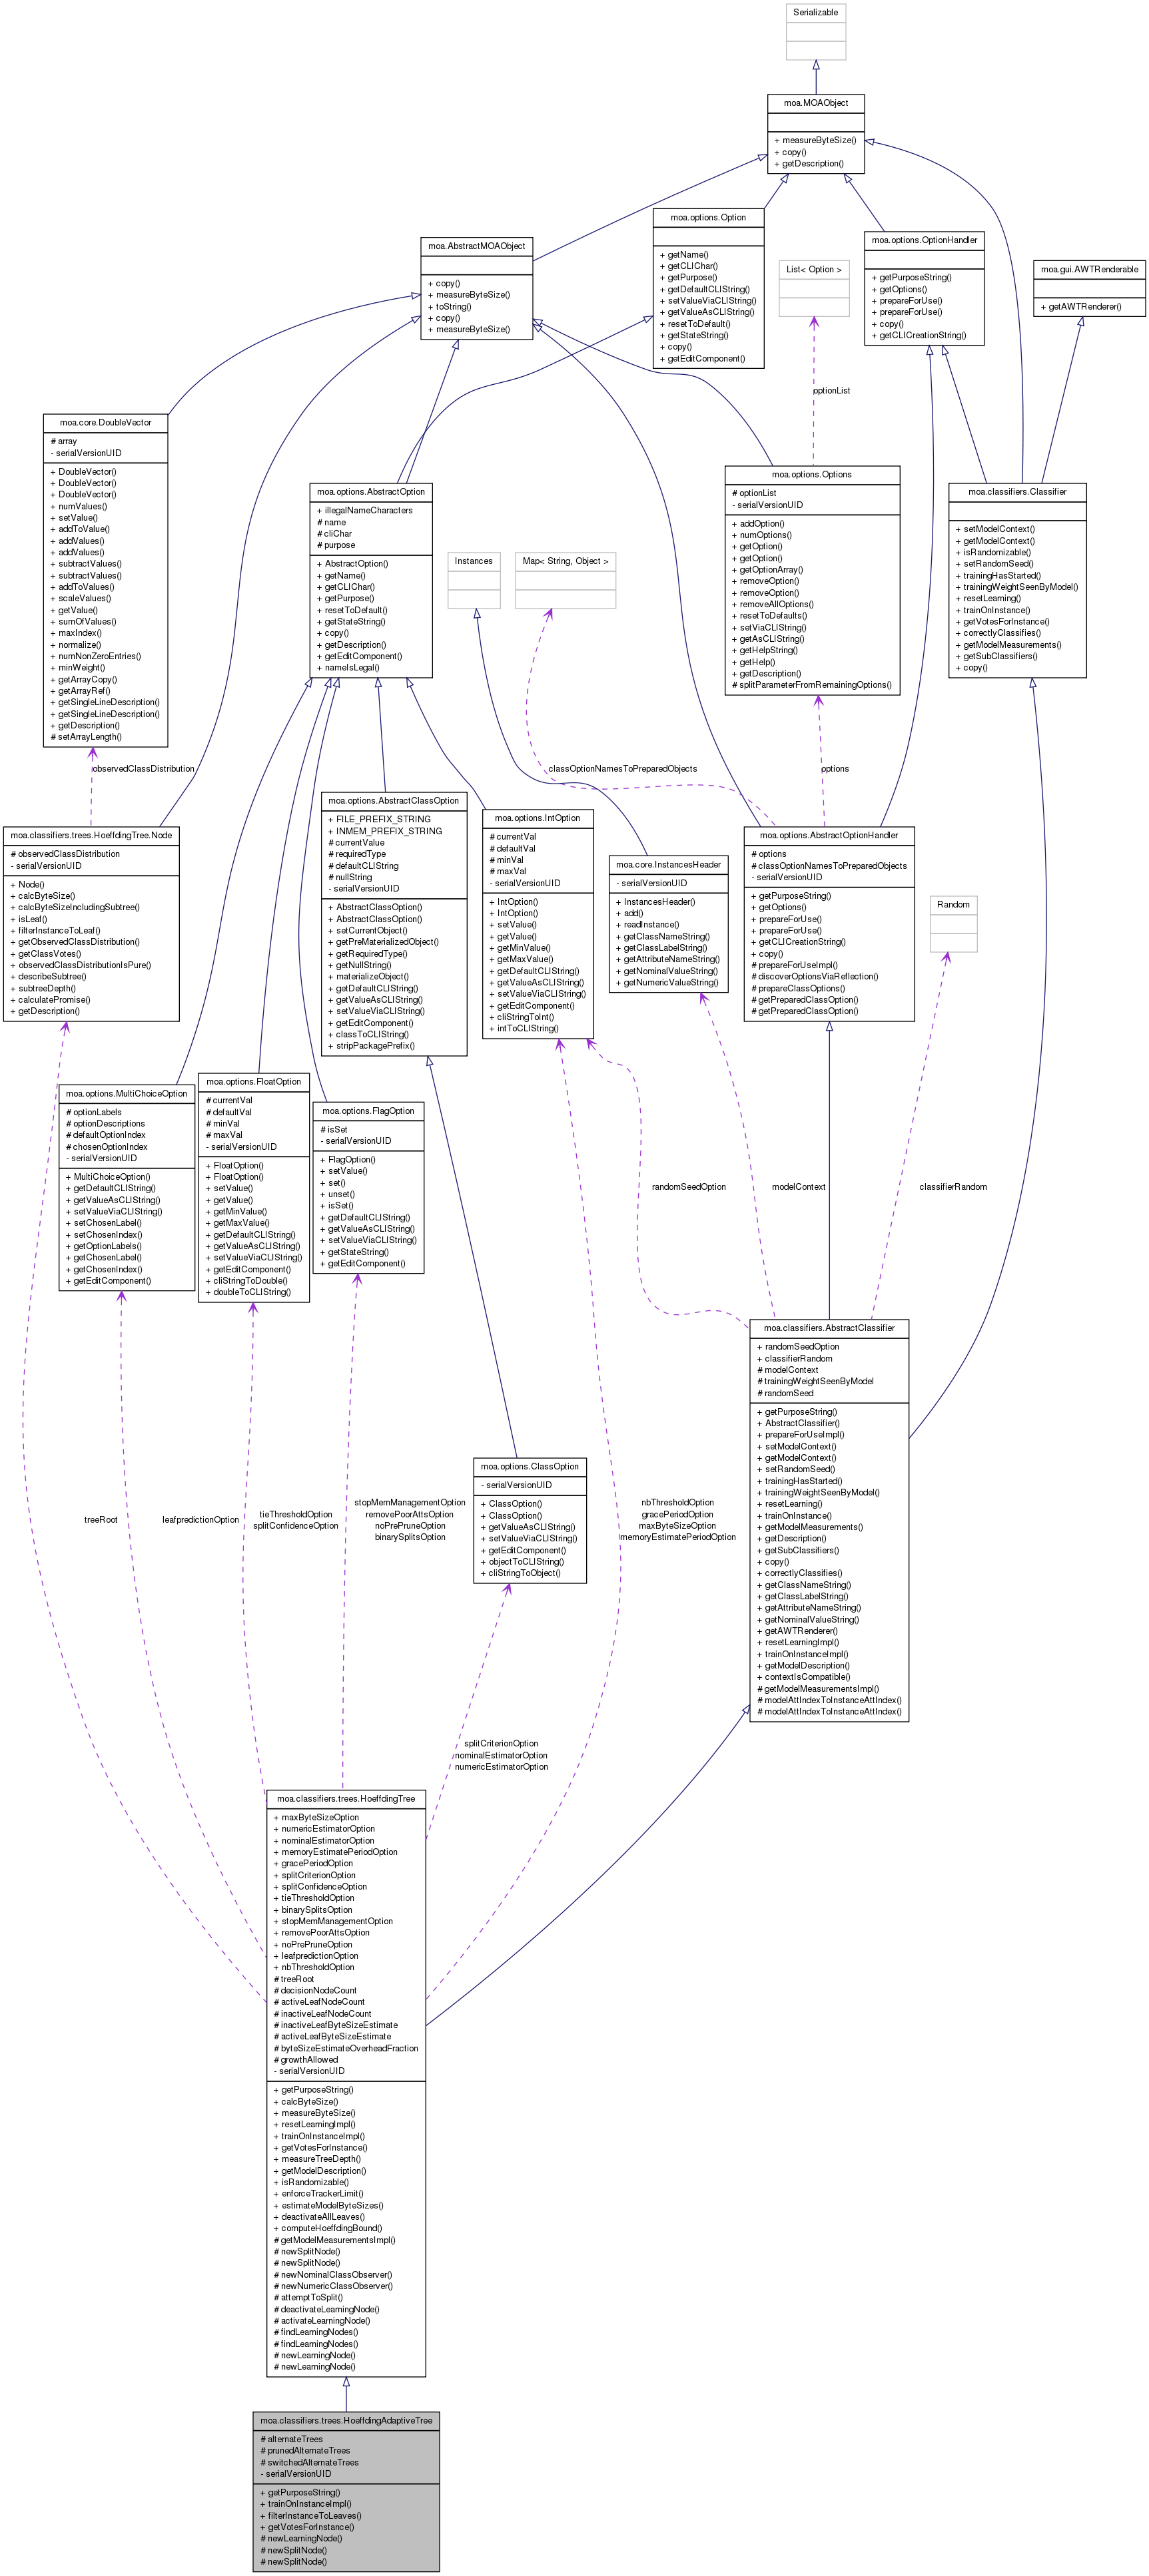 Serializable
moa.MOAObject
+ measureByteSize()
+ copy()
+ getDescription()
moa.options.Option
+ getName()
+ getCLIChar()
+ getPurpose()
+ getDefaultCLIString()
+ setValueViaCLIString()
+ getValueAsCLIString()
+ resetToDefault()
+ getStateString()
+ copy()
+ getEditComponent()
moa.options.OptionHandler
+ getPurposeString()
+ getOptions()
+ prepareForUse()
+ prepareForUse()
+ copy()
+ getCLICreationString()
moa.AbstractMOAObject
+ copy()
+ measureByteSize()
+ toString()
+ copy()
+ measureByteSize()
List< Option >
moa.gui.AWTRenderable
+ getAWTRenderer()
optionList
moa.core.DoubleVector
# array
- serialVersionUID
+ DoubleVector()
+ DoubleVector()
+ DoubleVector()
+ numValues()
+ setValue()
+ addToValue()
+ addValues()
+ addValues()
+ subtractValues()
+ subtractValues()
+ addToValues()
+ scaleValues()
+ getValue()
+ sumOfValues()
+ maxIndex()
+ normalize()
+ numNonZeroEntries()
+ minWeight()
+ getArrayCopy()
+ getArrayRef()
+ getSingleLineDescription()
+ getSingleLineDescription()
+ getDescription()
# setArrayLength()
moa.options.AbstractOption
+ illegalNameCharacters
# name
# cliChar
# purpose
+ AbstractOption()
+ getName()
+ getCLIChar()
+ getPurpose()
+ resetToDefault()
+ getStateString()
+ copy()
+ getDescription()
+ getEditComponent()
+ nameIsLegal()
moa.options.Options
# optionList
- serialVersionUID
+ addOption()
+ numOptions()
+ getOption()
+ getOption()
+ getOptionArray()
+ removeOption()
+ removeOption()
+ removeAllOptions()
+ resetToDefaults()
+ setViaCLIString()
+ getAsCLIString()
+ getHelpString()
+ getHelp()
+ getDescription()
# splitParameterFromRemainingOptions()
moa.classifiers.Classifier
+ setModelContext()
+ getModelContext()
+ isRandomizable()
+ setRandomSeed()
+ trainingHasStarted()
+ trainingWeightSeenByModel()
+ resetLearning()
+ trainOnInstance()
+ getVotesForInstance()
+ correctlyClassifies()
+ getModelMeasurements()
+ getSubClassifiers()
+ copy()
Instances
Map< String, Object >
observedClassDistribution
classOptionNamesToPreparedObjects
options
moa.classifiers.trees.HoeffdingTree.Node
# observedClassDistribution
- serialVersionUID
+ Node()
+ calcByteSize()
+ calcByteSizeIncludingSubtree()
+ isLeaf()
+ filterInstanceToLeaf()
+ getObservedClassDistribution()
+ getClassVotes()
+ observedClassDistributionIsPure()
+ describeSubtree()
+ subtreeDepth()
+ calculatePromise()
+ getDescription()
moa.options.AbstractClassOption
+ FILE_PREFIX_STRING
+ INMEM_PREFIX_STRING
# currentValue
# requiredType
# defaultCLIString
# nullString
- serialVersionUID
+ AbstractClassOption()
+ AbstractClassOption()
+ setCurrentObject()
+ getPreMaterializedObject()
+ getRequiredType()
+ getNullString()
+ materializeObject()
+ getDefaultCLIString()
+ getValueAsCLIString()
+ setValueViaCLIString()
+ getEditComponent()
+ classToCLIString()
+ stripPackagePrefix()
moa.options.IntOption
# currentVal
# defaultVal
# minVal
# maxVal
- serialVersionUID
+ IntOption()
+ IntOption()
+ setValue()
+ getValue()
+ getMinValue()
+ getMaxValue()
+ getDefaultCLIString()
+ getValueAsCLIString()
+ setValueViaCLIString()
+ getEditComponent()
+ cliStringToInt()
+ intToCLIString()
moa.core.InstancesHeader
- serialVersionUID
+ InstancesHeader()
+ add()
+ readInstance()
+ getClassNameString()
+ getClassLabelString()
+ getAttributeNameString()
+ getNominalValueString()
+ getNumericValueString()
moa.options.AbstractOptionHandler
# options
# classOptionNamesToPreparedObjects
- serialVersionUID
+ getPurposeString()
+ getOptions()
+ prepareForUse()
+ prepareForUse()
+ getCLICreationString()
+ copy()
# prepareForUseImpl()
# discoverOptionsViaReflection()
# prepareClassOptions()
# getPreparedClassOption()
# getPreparedClassOption()
Random
moa.options.MultiChoiceOption
# optionLabels
# optionDescriptions
# defaultOptionIndex
# chosenOptionIndex
- serialVersionUID
+ MultiChoiceOption()
+ getDefaultCLIString()
+ getValueAsCLIString()
+ setValueViaCLIString()
+ setChosenLabel()
+ setChosenIndex()
+ getOptionLabels()
+ getChosenLabel()
+ getChosenIndex()
+ getEditComponent()
moa.options.FloatOption
# currentVal
# defaultVal
# minVal
# maxVal
- serialVersionUID
+ FloatOption()
+ FloatOption()
+ setValue()
+ getValue()
+ getMinValue()
+ getMaxValue()
+ getDefaultCLIString()
+ getValueAsCLIString()
+ setValueViaCLIString()
+ getEditComponent()
+ cliStringToDouble()
+ doubleToCLIString()
moa.options.FlagOption
# isSet
- serialVersionUID
+ FlagOption()
+ setValue()
+ set()
+ unset()
+ isSet()
+ getDefaultCLIString()
+ getValueAsCLIString()
+ setValueViaCLIString()
+ getStateString()
+ getEditComponent()
randomSeedOption
modelContext
classifierRandom
moa.classifiers.AbstractClassifier
+ randomSeedOption
+ classifierRandom
# modelContext
# trainingWeightSeenByModel
# randomSeed
+ getPurposeString()
+ AbstractClassifier()
+ prepareForUseImpl()
+ setModelContext()
+ getModelContext()
+ setRandomSeed()
+ trainingHasStarted()
+ trainingWeightSeenByModel()
+ resetLearning()
+ trainOnInstance()
+ getModelMeasurements()
+ getDescription()
+ getSubClassifiers()
+ copy()
+ correctlyClassifies()
+ getClassNameString()
+ getClassLabelString()
+ getAttributeNameString()
+ getNominalValueString()
+ getAWTRenderer()
+ resetLearningImpl()
+ trainOnInstanceImpl()
+ getModelDescription()
+ contextIsCompatible()
# getModelMeasurementsImpl()
# modelAttIndexToInstanceAttIndex()
# modelAttIndexToInstanceAttIndex()
moa.options.ClassOption
- serialVersionUID
+ ClassOption()
+ ClassOption()
+ getValueAsCLIString()
+ setValueViaCLIString()
+ getEditComponent()
+ objectToCLIString()
+ cliStringToObject()
treeRoot
leafpredictionOption
tieThresholdOption
splitConfidenceOption
stopMemManagementOption
removePoorAttsOption
noPrePruneOption
binarySplitsOption
nbThresholdOption
gracePeriodOption
maxByteSizeOption
memoryEstimatePeriodOption
splitCriterionOption
nominalEstimatorOption
numericEstimatorOption
moa.classifiers.trees.HoeffdingTree
+ maxByteSizeOption
+ numericEstimatorOption
+ nominalEstimatorOption
+ memoryEstimatePeriodOption
+ gracePeriodOption
+ splitCriterionOption
+ splitConfidenceOption
+ tieThresholdOption
+ binarySplitsOption
+ stopMemManagementOption
+ removePoorAttsOption
+ noPrePruneOption
+ leafpredictionOption
+ nbThresholdOption
# treeRoot
# decisionNodeCount
# activeLeafNodeCount
# inactiveLeafNodeCount
# inactiveLeafByteSizeEstimate
# activeLeafByteSizeEstimate
# byteSizeEstimateOverheadFraction
# growthAllowed
- serialVersionUID
+ getPurposeString()
+ calcByteSize()
+ measureByteSize()
+ resetLearningImpl()
+ trainOnInstanceImpl()
+ getVotesForInstance()
+ measureTreeDepth()
+ getModelDescription()
+ isRandomizable()
+ enforceTrackerLimit()
+ estimateModelByteSizes()
+ deactivateAllLeaves()
+ computeHoeffdingBound()
# getModelMeasurementsImpl()
# newSplitNode()
# newSplitNode()
# newNominalClassObserver()
# newNumericClassObserver()
# attemptToSplit()
# deactivateLearningNode()
# activateLearningNode()
# findLearningNodes()
# findLearningNodes()
# newLearningNode()
# newLearningNode()
moa.classifiers.trees.HoeffdingAdaptiveTree
# alternateTrees
# prunedAlternateTrees
# switchedAlternateTrees
- serialVersionUID
+ getPurposeString()
+ trainOnInstanceImpl()
+ filterInstanceToLeaves()
+ getVotesForInstance()
# newLearningNode()
# newSplitNode()
# newSplitNode()